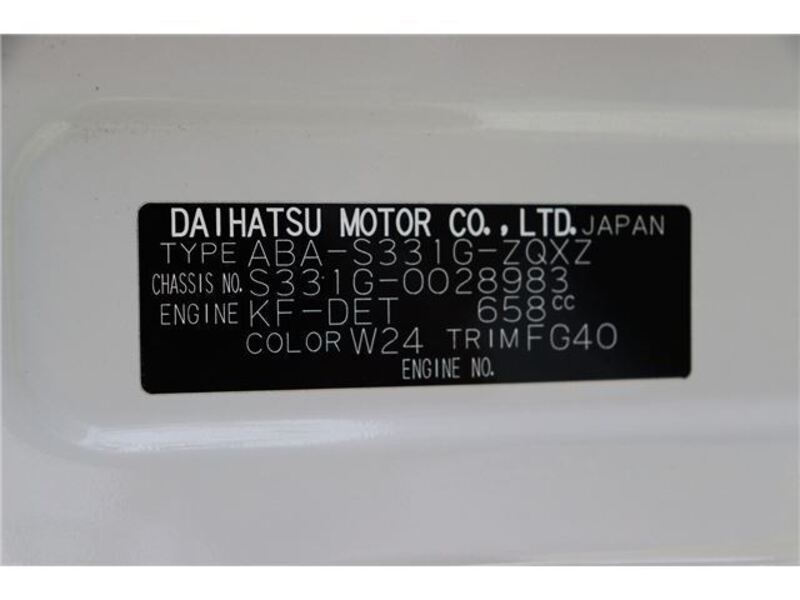 DAIHATSU MOTOR CO., LTD. JAPAN
TYPE ABA-S331G-ZQXZ
CHASSIS NO. S331G-0028983
ENGINE KF-DET 658cc
COLOR W24 TRIM FG40
ENGINE NO.